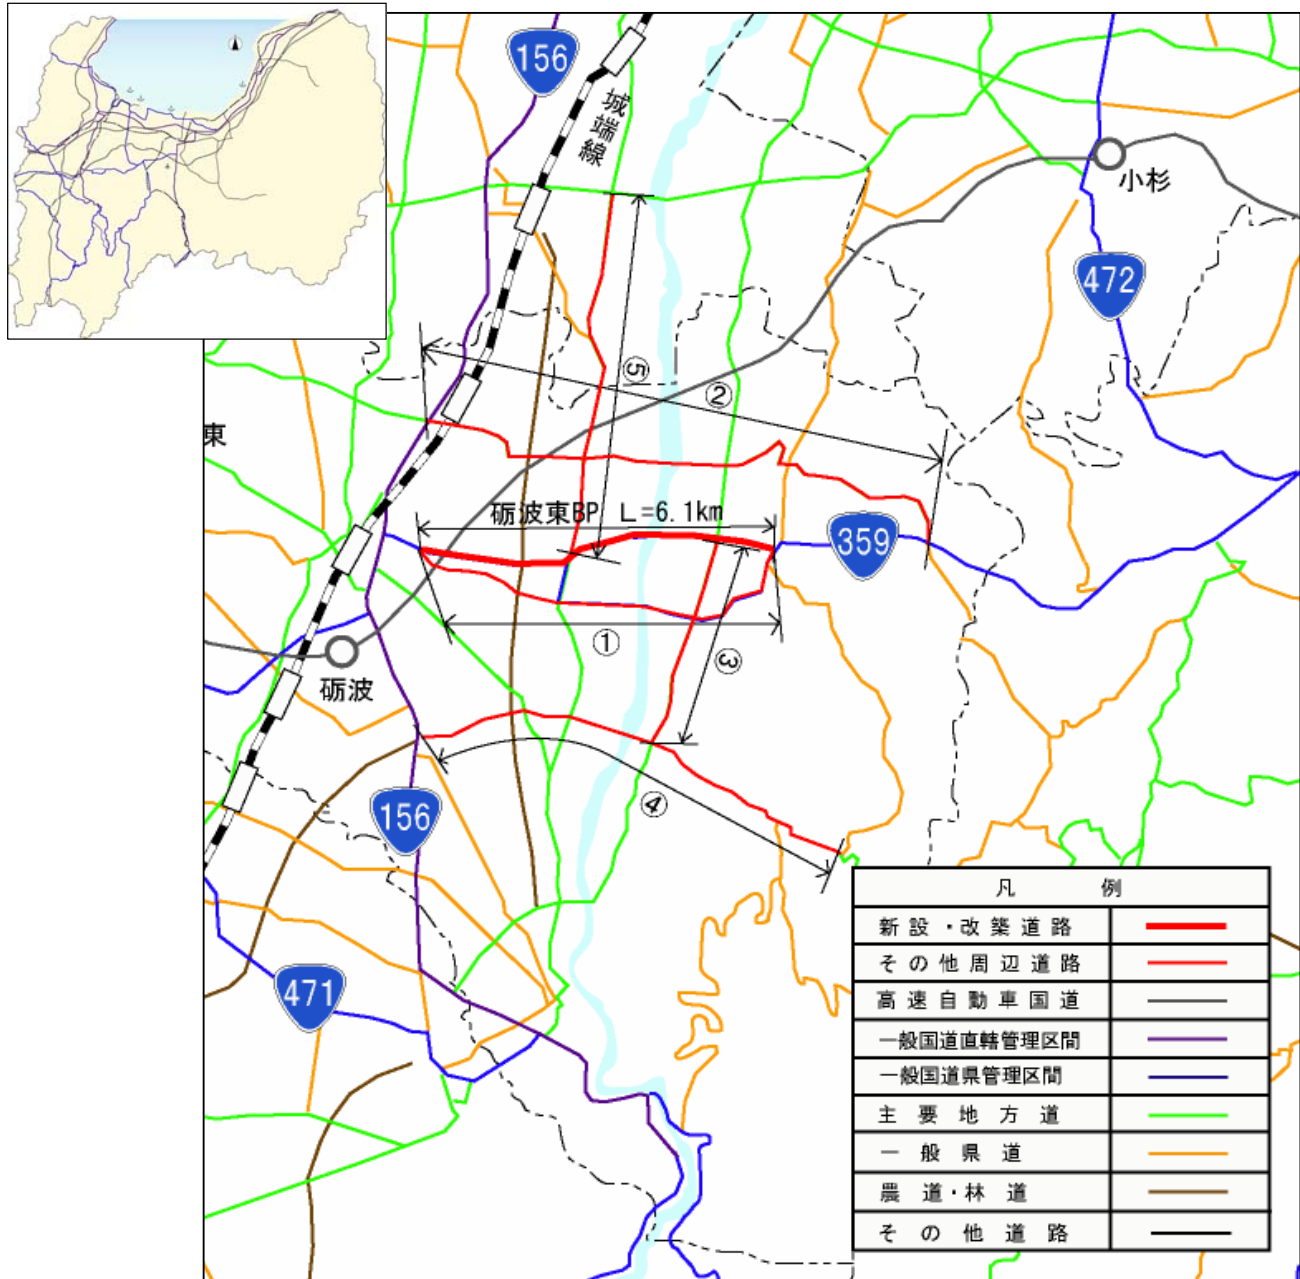 156
城端線
小杉
472
⑤
②
東
砺波東BP L=6.1km
359
①
③
砺波
④
156
471
凡例
新設・改築道路
その他周辺道路
高速自動車国道
一般国道直轄管理区間
一般国道県管理区間
主要地方道
一般県道
農道・林道
その他道路